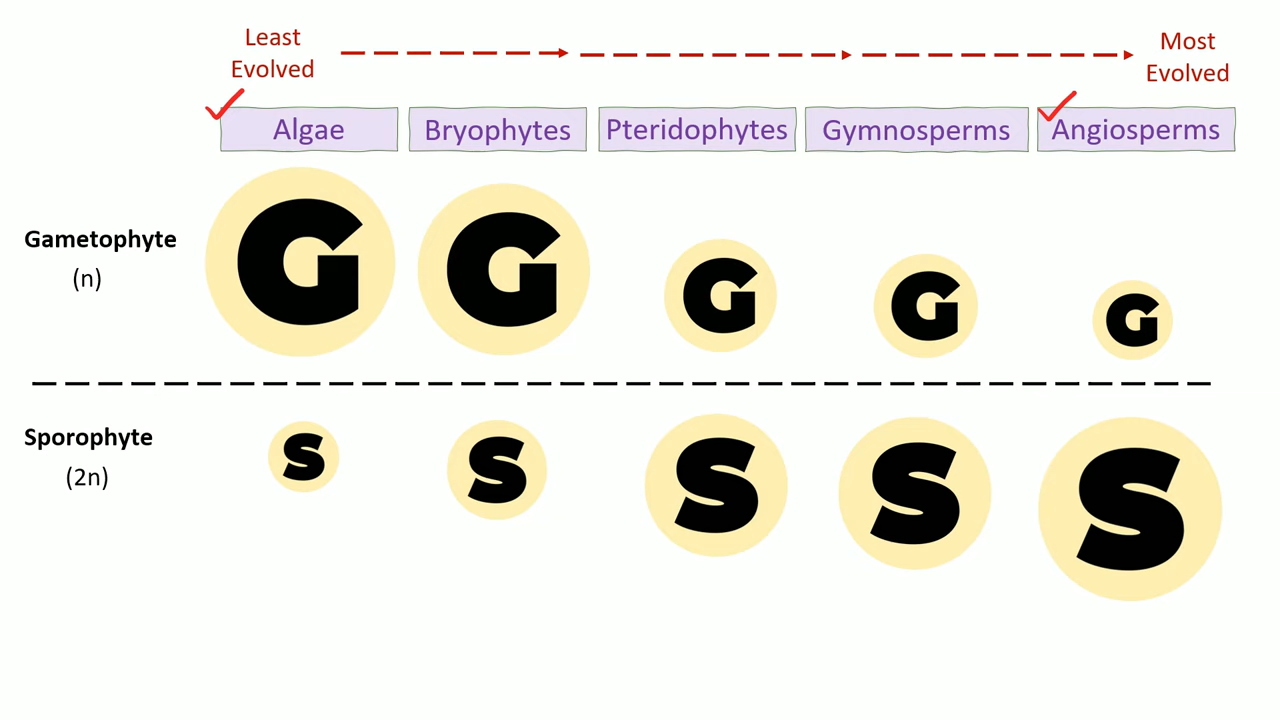 Least
Evolved
Most
Evolved
Algae
Bryophytes
Pteridophytes
Gymnosperms
Angiosperms
Gametophyte
(n)
G
G
G
G
G
Sporophyte
(2n)
S
S
S
S
S